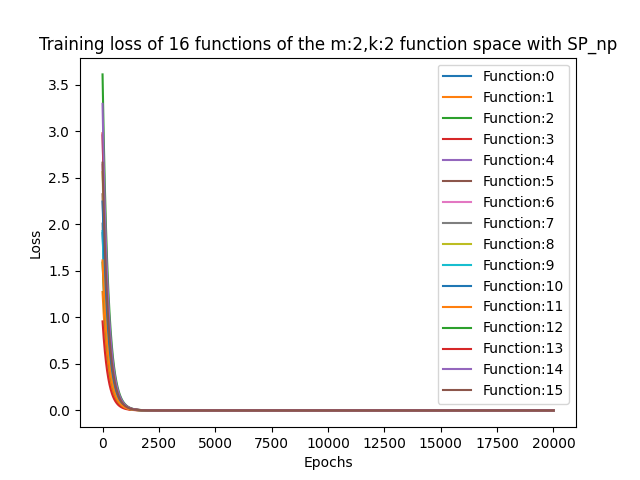 Training loss of 16 functions of the m:2,k:2 function space with SP_np
3.5
3.0
2.5
2.0
1.5
1.0
0.5
0.0
Loss
Function:0
Function:1
Function:2
Function:3
Function:4
Function:5
Function:6
Function:7
Function:8
Function:9
Function:10
Function:11
Function:12
Function:13
Function:14
Function:15
0 2500 5000 7500 10000 12500 15000 17500 20000
Epochs